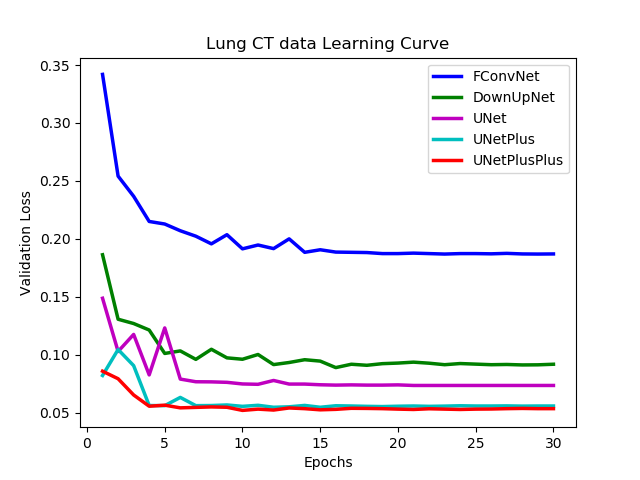 Lung CT data Learning Curve
Validation Loss
0.35
0.30
0.25
0.20
0.15
0.10
0.05
FConvNet
DownUpNet
UNet
UNetPlus
UNetPlusPlus
0 5 10 15 20 25 30
Epochs